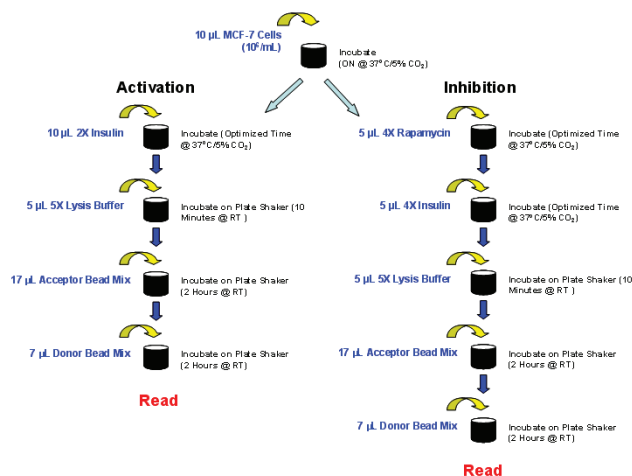 10 µL MCF-7 Cells
(10⁶/mL)
Incubate
(ON @ 37°C/5% CO₂)
Activation
10 µL 2X Insulin
Incubate (Optimized Time
@ 37°C/5% CO₂)
5 µL 5X Lysis Buffer
Incubate on Plate Shaker (10
Minutes @ RT )
17 µL Acceptor Bead Mix
Incubate on Plate Shaker
(2 Hours @ RT)
7 µL Donor Bead Mix
Incubate on Plate Shaker
(2 Hours @ RT)
Read
Inhibition
5 µL 4X Rapamycin
Incubate (Optimized Time
@ 37°C/5% CO₂)
5 µL 4X Insulin
Incubate (Optimized Time
@ 37°C/5% CO₂)
5 µL 5X Lysis Buffer
Incubate on Plate Shaker (10
Minutes @ RT )
17 µL Acceptor Bead Mix
Incubate on Plate Shaker
(2 Hours @ RT)
7 µL Donor Bead Mix
Incubate on Plate Shaker
(2 Hours @ RT)
Read